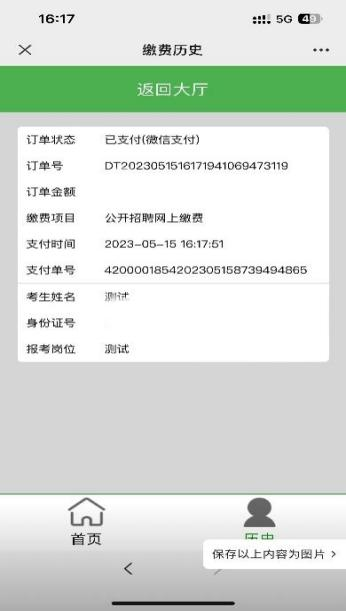 16:17
5G 49
缴费历史
返回大厅
订单状态 已支付(微信支付)
订单号 DT2023051516171941069473119
订单金额
缴费项目 公开招聘网上缴费
支付时间 2023-05-15 16:17:51
支付单号 4200001854202305158739494865
考生姓名 测试
身份证号
报考岗位 测试
首页
历史
保存以上内容为图片 >